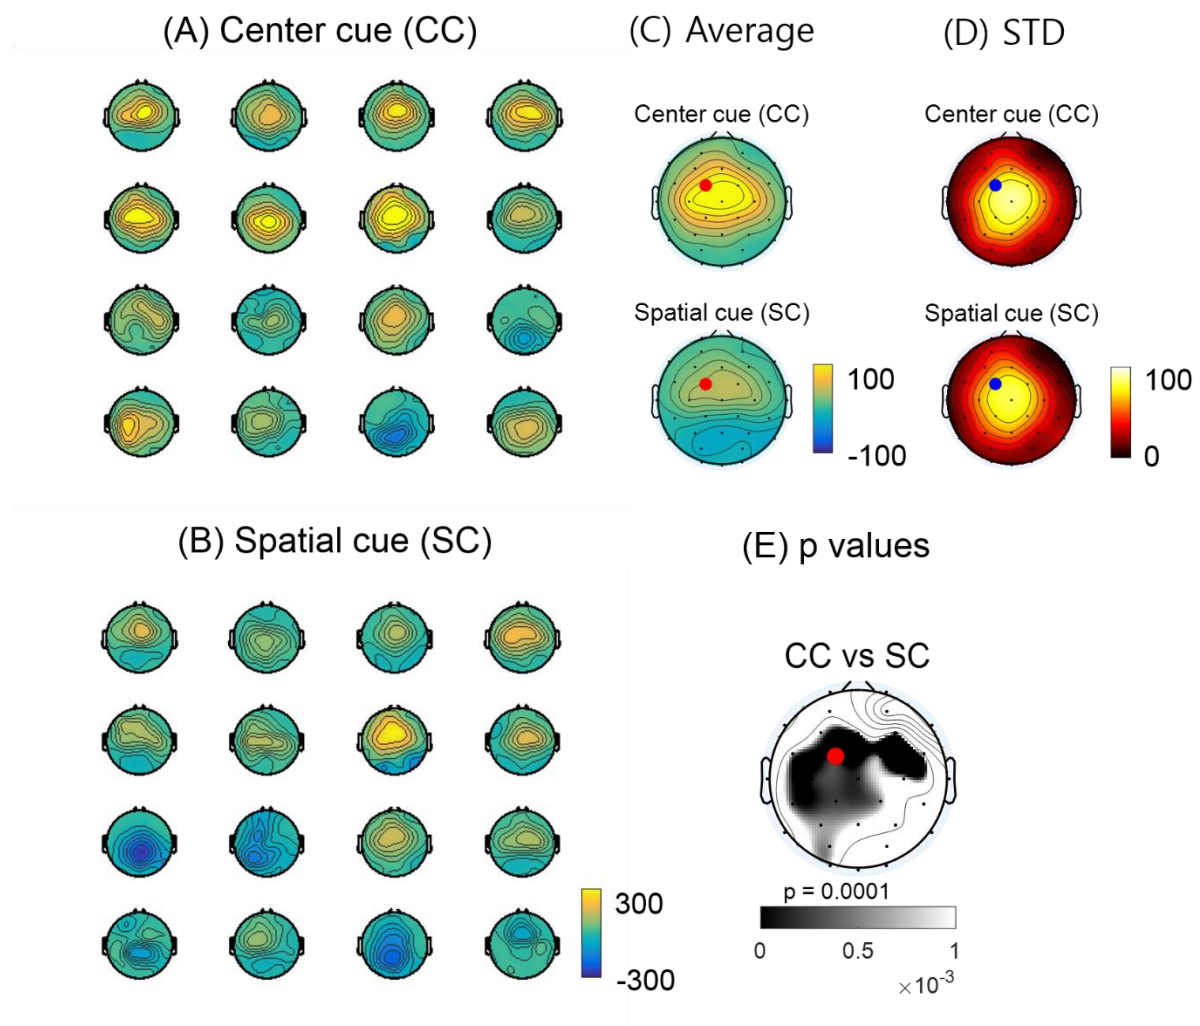 (A) Center cue (CC)
(C) Average
(D) STD
Center cue (CC)
Center cue (CC)
Spatial cue (SC)
Spatial cue (SC)
100
-100
100
0
(B) Spatial cue (SC)
(E) p values
CC vs SC
300
-300
p = 0.0001
0 0.5 1
×10-3